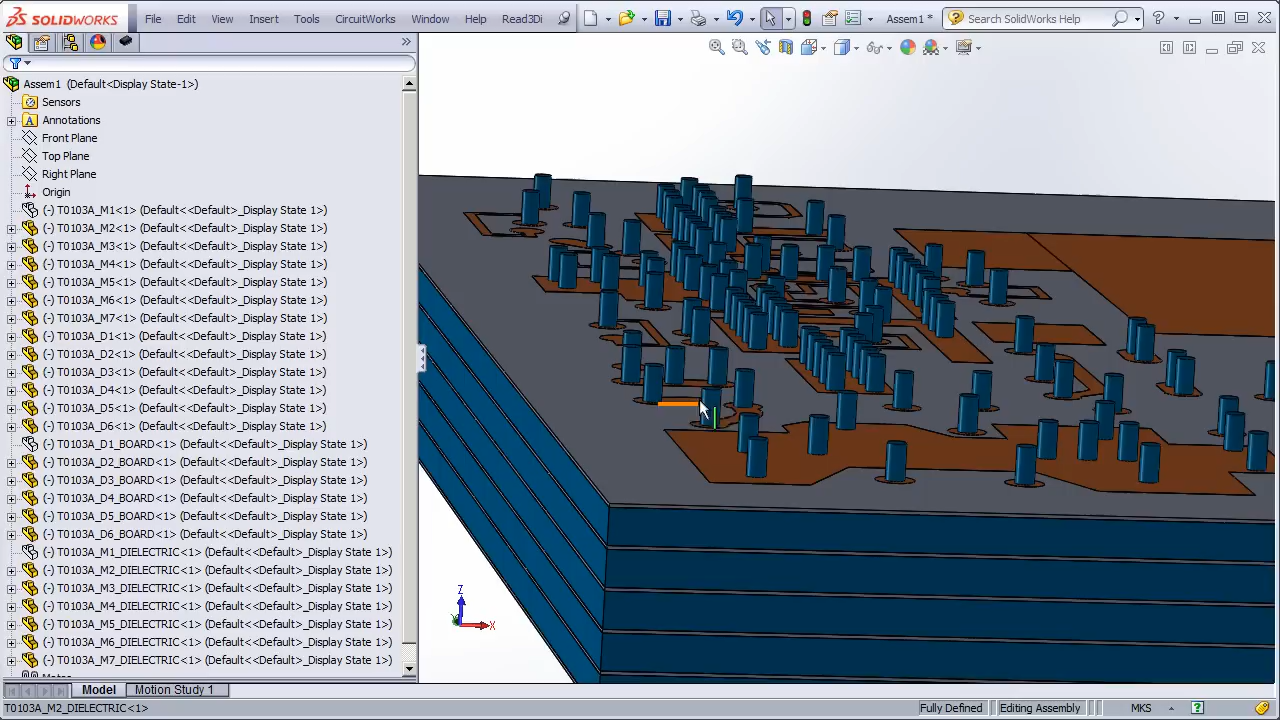 SOLIDWORKS File Edit View Insert Tools CircuitWorks Window Help Read3Di Assem1 * Search SolidWorks Help
Assem1 (Default<Display State-1>)
Sensors
Annotations
Front Plane
Top Plane
Right Plane
Origin
(-) T0103A_M1<1> (Default<<Default>_Display State 1>)
(-) T0103A_M2<1> (Default<<Default>_Display State 1>)
(-) T0103A_M3<1> (Default<<Default>_Display State 1>)
(-) T0103A_M4<1> (Default<<Default>_Display State 1>)
(-) T0103A_M5<1> (Default<<Default>_Display State 1>)
(-) T0103A_M6<1> (Default<<Default>_Display State 1>)
(-) T0103A_M7<1> (Default<<Default>_Display State 1>)
(-) T0103A_D1<1> (Default<<Default>_Display State 1>)
(-) T0103A_D2<1> (Default<<Default>_Display State 1>)
(-) T0103A_D3<1> (Default<<Default>_Display State 1>)
(-) T0103A_D4<1> (Default<<Default>_Display State 1>)
(-) T0103A_D5<1> (Default<<Default>_Display State 1>)
(-) T0103A_D6<1> (Default<<Default>_Display State 1>)
(-) T0103A_D1_BOARD<1> (Default<<Default>_Display State 1>)
(-) T0103A_D2_BOARD<1> (Default<<Default>_Display State 1>)
(-) T0103A_D3_BOARD<1> (Default<<Default>_Display State 1>)
(-) T0103A_D4_BOARD<1> (Default<<Default>_Display State 1>)
(-) T0103A_D5_BOARD<1> (Default<<Default>_Display State 1>)
(-) T0103A_D6_BOARD<1> (Default<<Default>_Display State 1>)
(-) T0103A_M1_DIELECTRIC<1> (Default<<Default>_Display State 1>)
(-) T0103A_M2_DIELECTRIC<1> (Default<<Default>_Display State 1>)
(-) T0103A_M3_DIELECTRIC<1> (Default<<Default>_Display State 1>)
(-) T0103A_M4_DIELECTRIC<1> (Default<<Default>_Display State 1>)
(-) T0103A_M5_DIELECTRIC<1> (Default<<Default>_Display State 1>)
(-) T0103A_M6_DIELECTRIC<1> (Default<<Default>_Display State 1>)
(-) T0103A_M7_DIELECTRIC<1> (Default<<Default>_Display State 1>)
Z
X
Model Motion Study 1
T0103A_M2_DIELECTRIC<1> Fully Defined Editing Assembly MKS